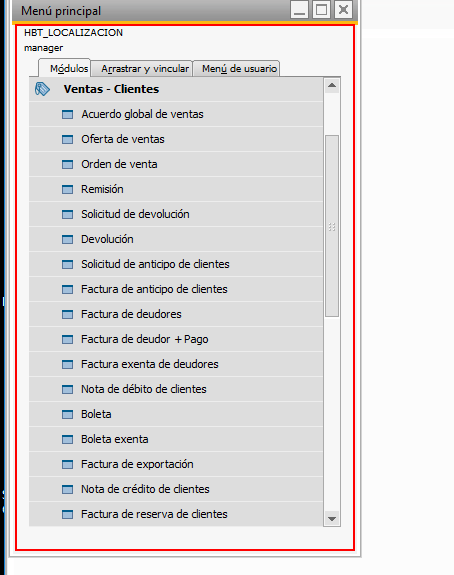 Menú principal
HBT_LOCALIZACION
manager
Módulos Arrastrar y vincular Menú de usuario
Ventas - Clientes
Acuerdo global de ventas
Oferta de ventas
Orden de venta
Remisión
Solicitud de devolución
Devolución
Solicitud de anticipo de clientes
Factura de anticipo de clientes
Factura de deudores
Factura de deudor + Pago
Factura exenta de deudores
Nota de débito de clientes
Boleta
Boleta exenta
Factura de exportación
Nota de crédito de clientes
Factura de reserva de clientes